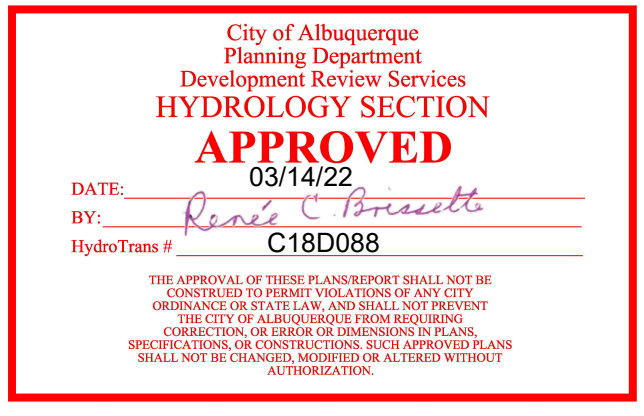 City of Albuquerque
Planning Department
Development Review Services
HYDROLOGY SECTION
APPROVED
DATE: 03/14/22
BY: Renée C. Brissette
HydroTrans # C18D088
THE APPROVAL OF THESE PLANS/REPORT SHALL NOT BE
CONSTRUED TO PERMIT VIOLATIONS OF ANY CITY
ORDINANCE OR STATE LAW, AND SHALL NOT PREVENT
THE CITY OF ALBUQUERQUE FROM REQUIRING
CORRECTION, OR ERROR OR DIMENSIONS IN PLANS,
SPECIFICATIONS, OR CONSTRUCTIONS. SUCH APPROVED PLANS
SHALL NOT BE CHANGED, MODIFIED OR ALTERED WITHOUT
AUTHORIZATION.